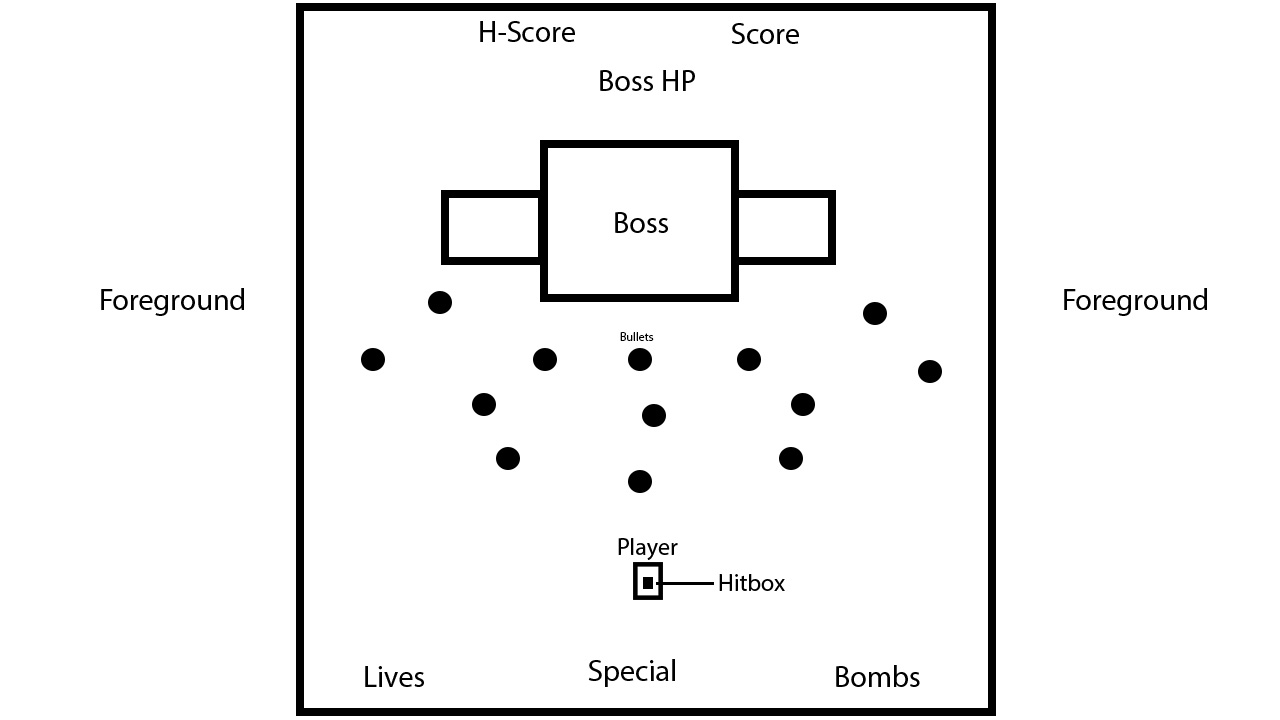 H-Score
Score
Boss HP
Boss
Foreground
Foreground
Bullets
Player
Hitbox
Lives
Special
Bombs